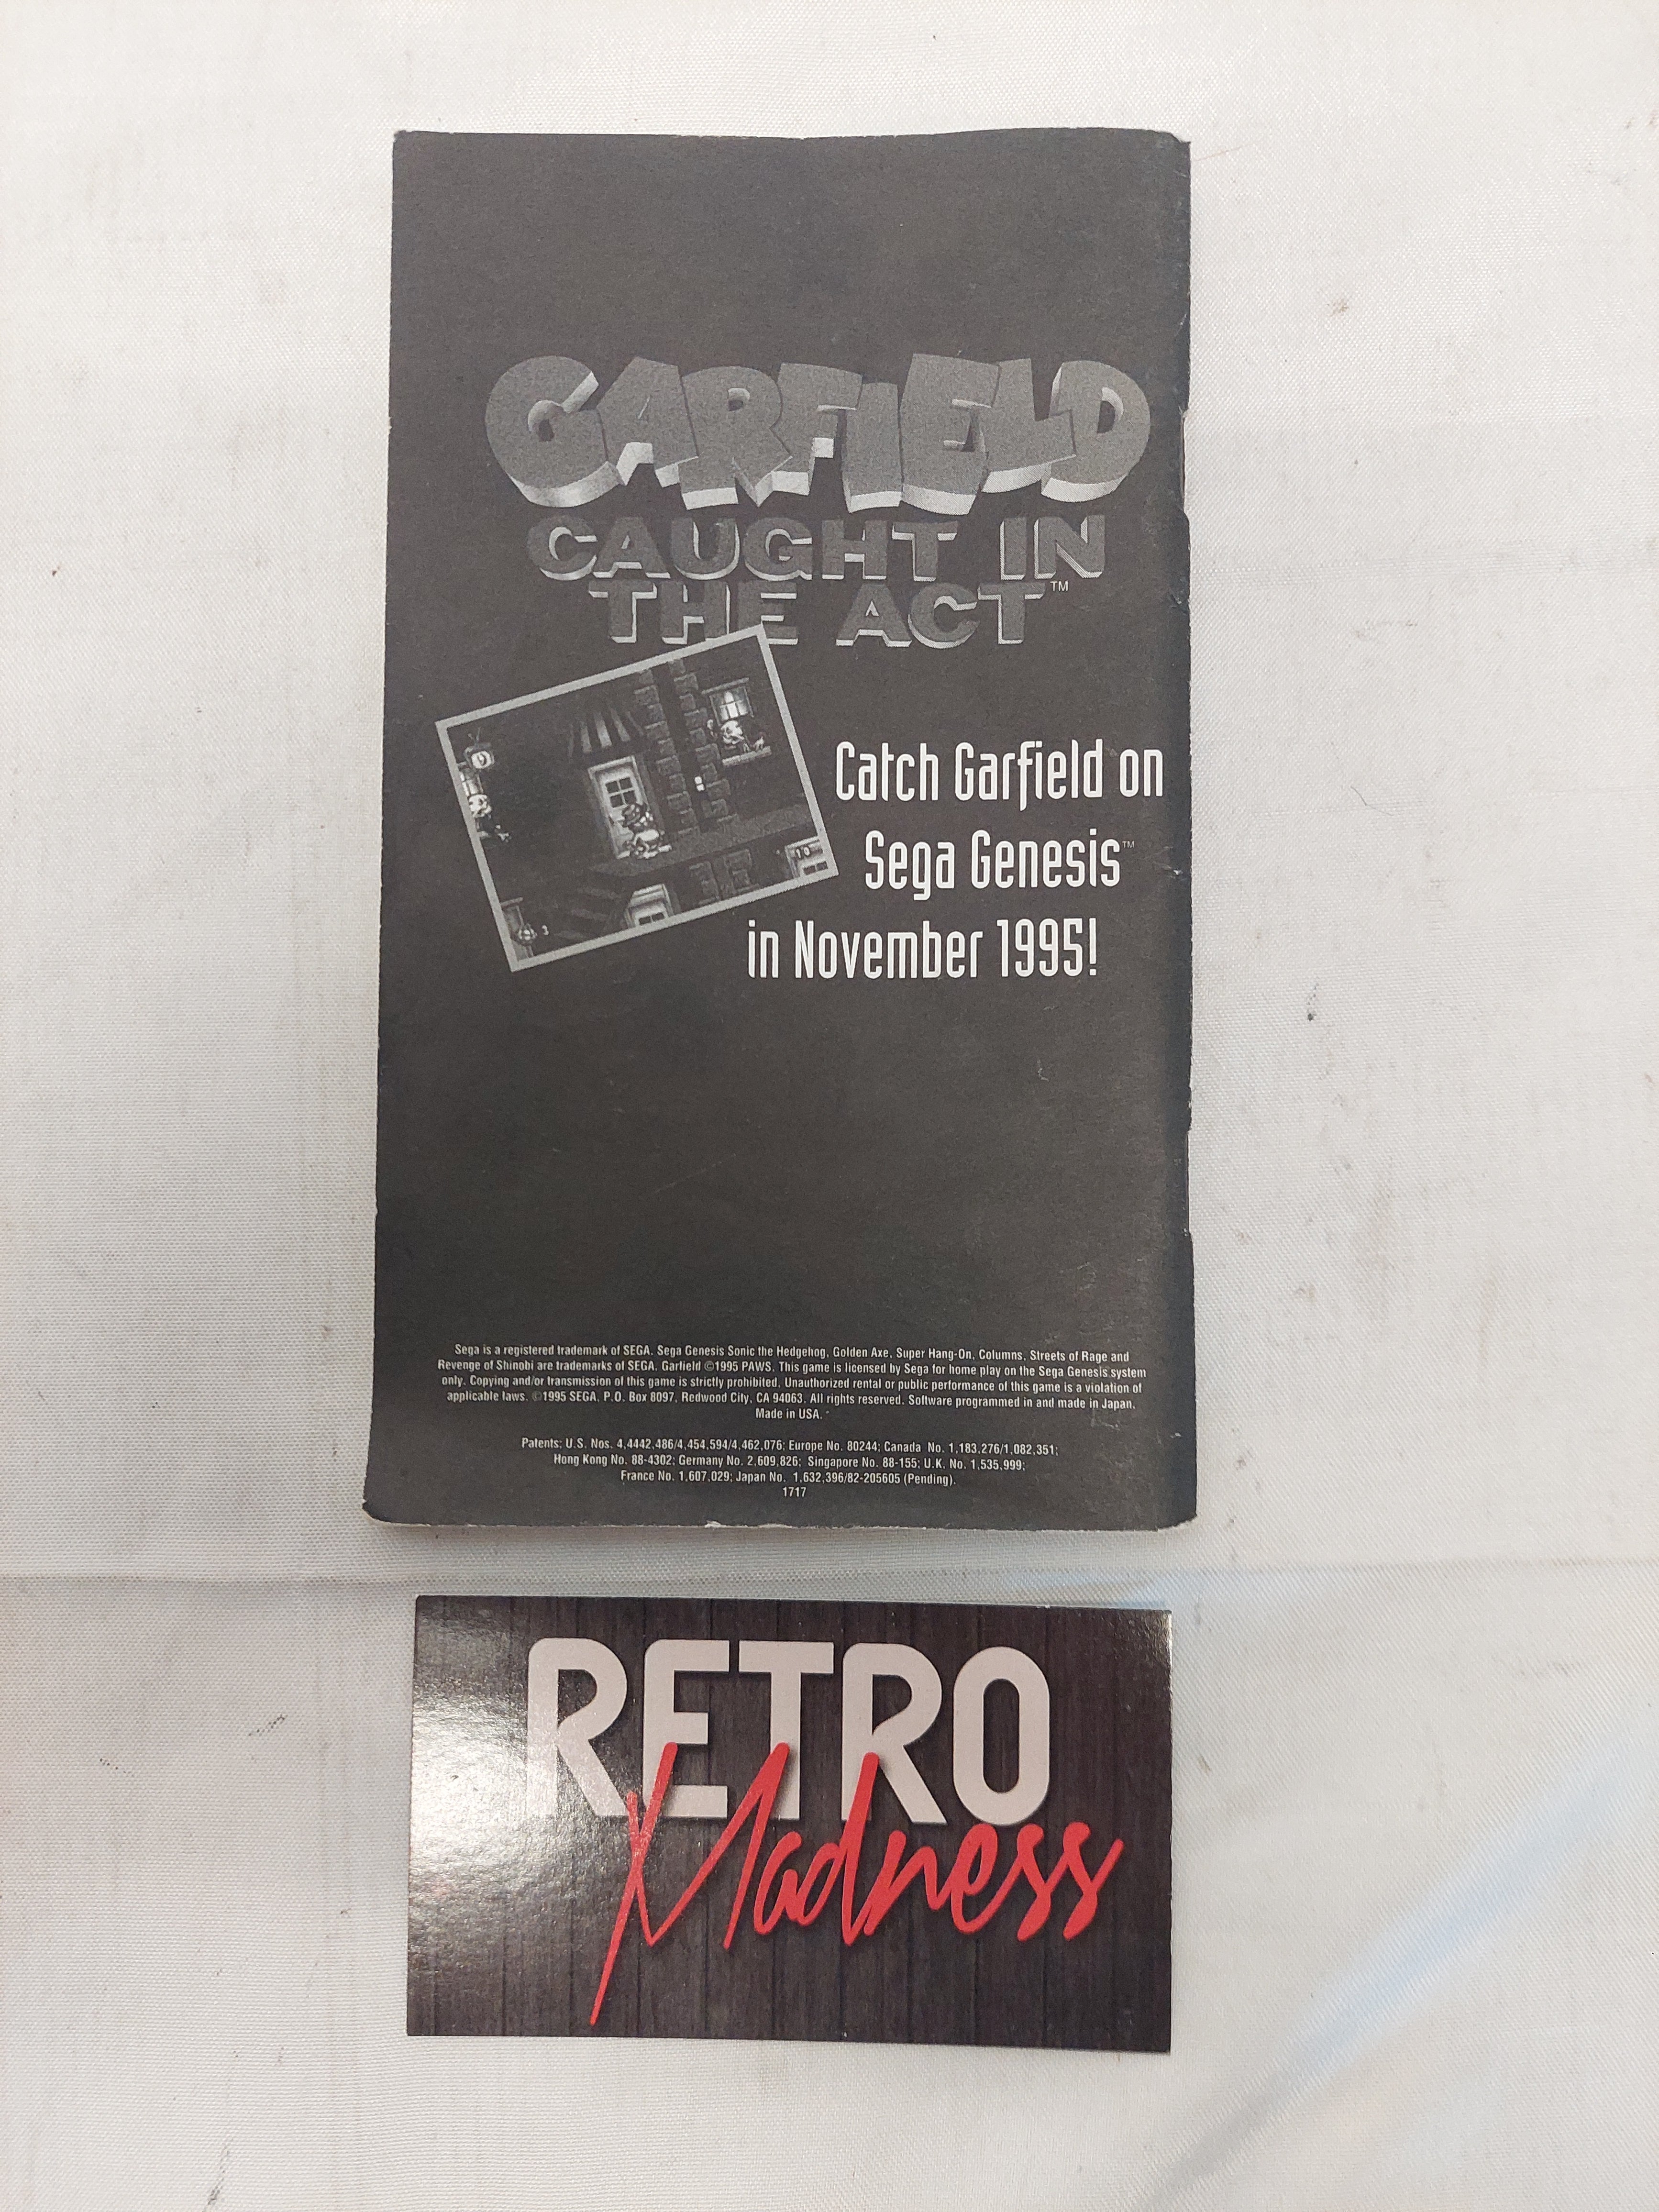 GARFIELD
CAUGHT IN
THE ACT™
Catch Garfield on
Sega Genesis™
in November 1995!
10
3
Sega is a registered trademark of SEGA. Sega Genesis Sonic the Hedgehog, Golden Axe, Super Hang-On, Columns, Streets of Rage and
Revenge of Shinobi are trademarks of SEGA. Garfield ©1995 PAWS. This game is licensed by Sega for home play on the Sega Genesis system
only. Copying and/or transmission of this game is strictly prohibited. Unauthorized rental or public performance of this game is a violation of
applicable laws. ©1995 SEGA, P.O. Box 8097, Redwood City, CA 94063. All rights reserved. Software programmed in and made in Japan.
Made in USA.
Patents: U.S. Nos. 4,4442,486/4,454,594/4,462,076; Europe No. 80244; Canada No. 1,183,276/1,082,351;
Hong Kong No. 88-4302; Germany No. 2,609,826; Singapore No. 88-155; U.K. No. 1,535,999;
France No. 1,607,029; Japan No. 1,632,396/82-205605 (Pending).
1717
RETRO
Madness